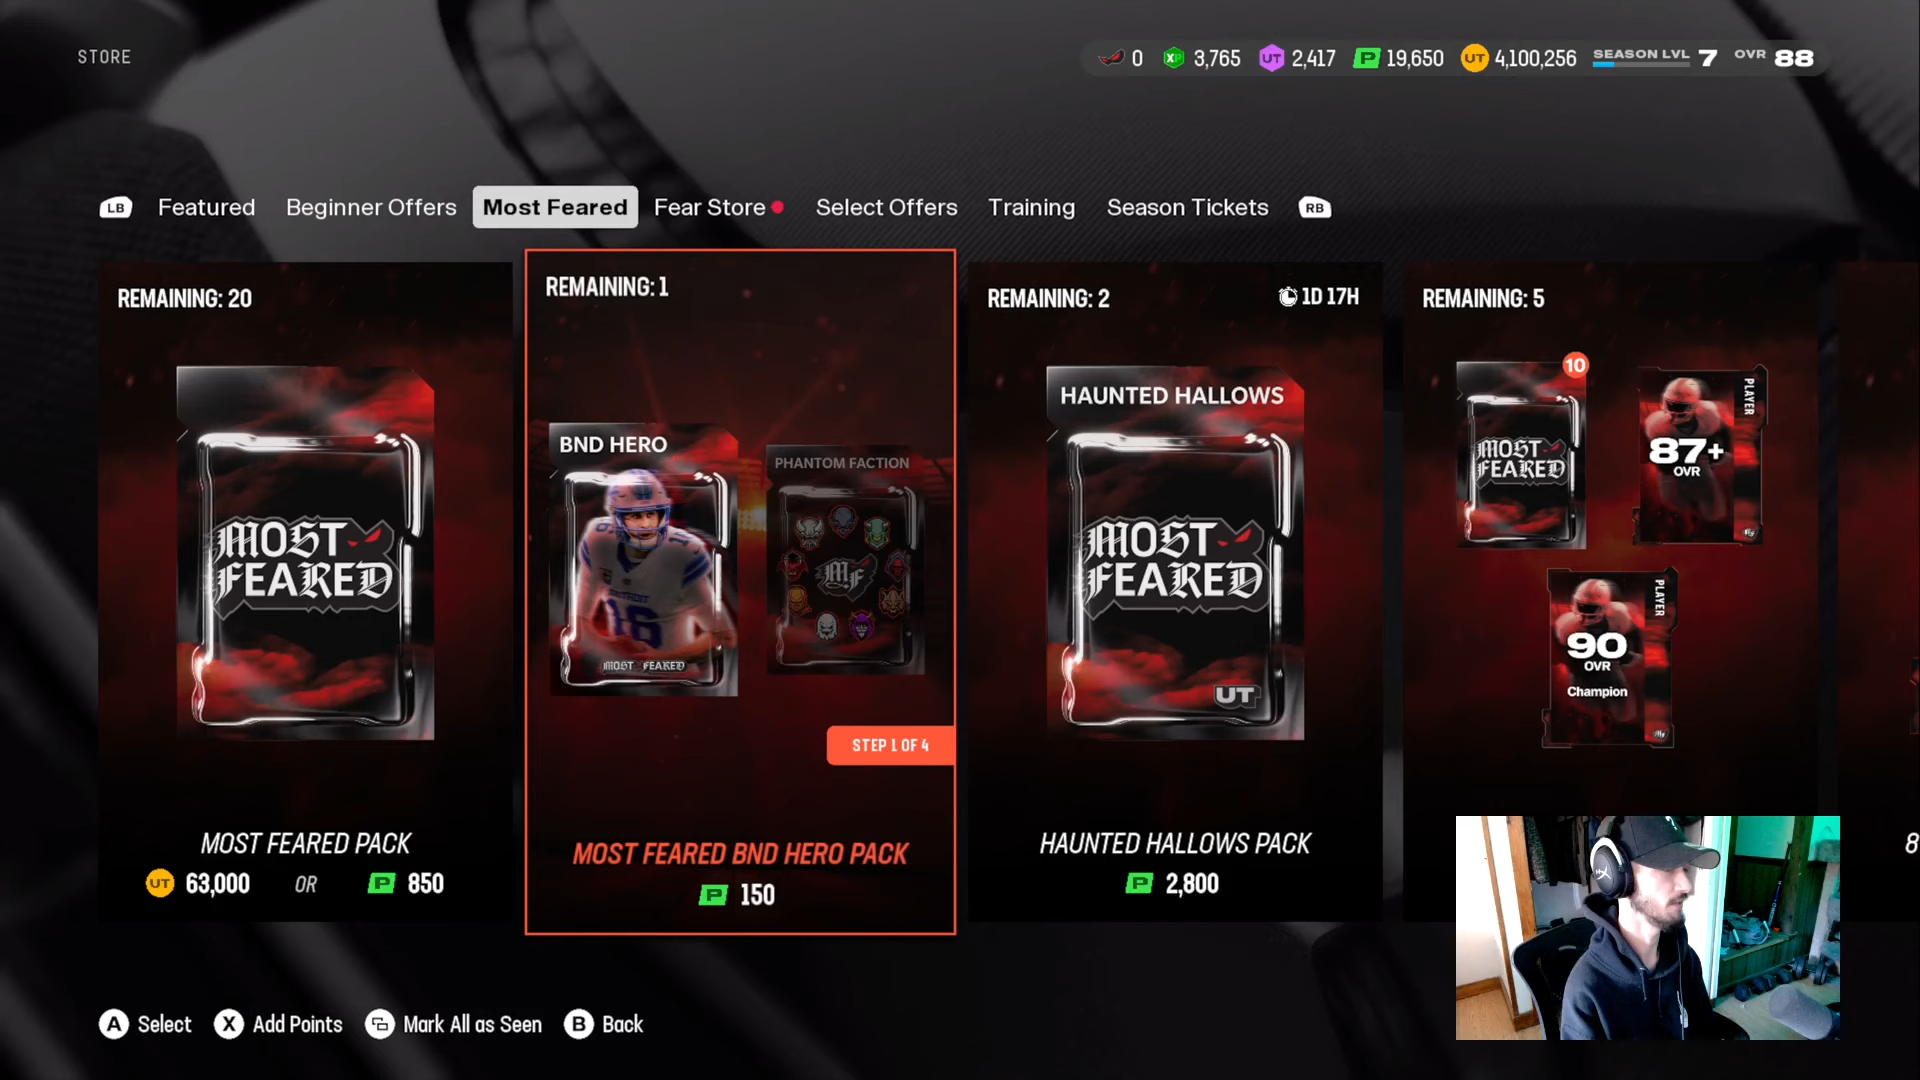 STORE
0
XP 3,765
UT 2,417
P 19,650
UT 4,100,256
SEASON LVL 7
OVR 88
LB
Featured
Beginner Offers
Most Feared
Fear Store
Select Offers
Training
Season Tickets
RB
REMAINING: 20
MOST
FEARED
MOST FEARED PACK
UT 63,000 OR P 850
REMAINING: 1
BND HERO
DETROIT
16
MOST FEARED
PHANTOM FACTION
MF
STEP 1 OF 4
MOST FEARED BND HERO PACK
P 150
REMAINING: 2
1D 17H
HAUNTED HALLOWS
MOST
FEARED
UT
HAUNTED HALLOWS PACK
P 2,800
REMAINING: 5
10
MOST
FEARED
PLAYER
87+
OVR
PLAYER
90
OVR
Champion
8
A Select
X Add Points
Mark All as Seen
B Back